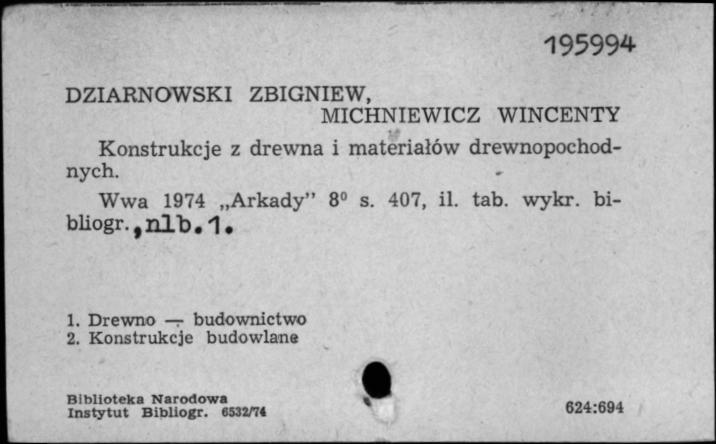 195994
DZIARNOWSKI ZBIGNIEW,
MICHNIEWICZ WINCENTY
Konstrukcje z drewna i materiałów drewnopochod-
nych.
Wwa 1974 „Arkady” 8⁰ s. 407, il. tab. wykr. bi-
bliogr., nlb. 1.
1. Drewno — budownictwo
2. Konstrukcje budowlane
Biblioteka Narodowa
Instytut Bibliogr. 6532/74
624:694